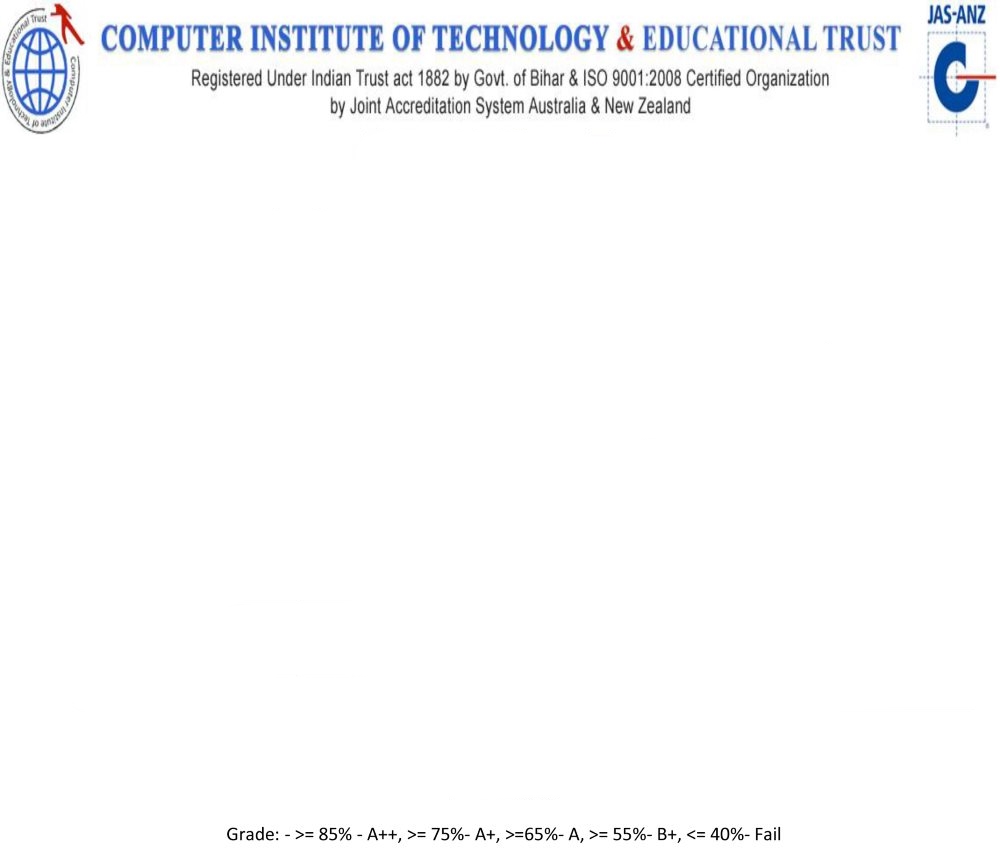 COMPUTER INSTITUTE OF TECHNOLOGY & EDUCATIONAL TRUST
Registered Under Indian Trust act 1882 by Govt. of Bihar & ISO 9001:2008 Certified Organization
by Joint Accreditation System Australia & New Zealand
Computer Institute of Technology & Educational Trust
JAS-ANZ
C
®
Grade: - >= 85% - A++, >= 75%- A+, >=65%- A, >= 55%- B+, <= 40%- Fail